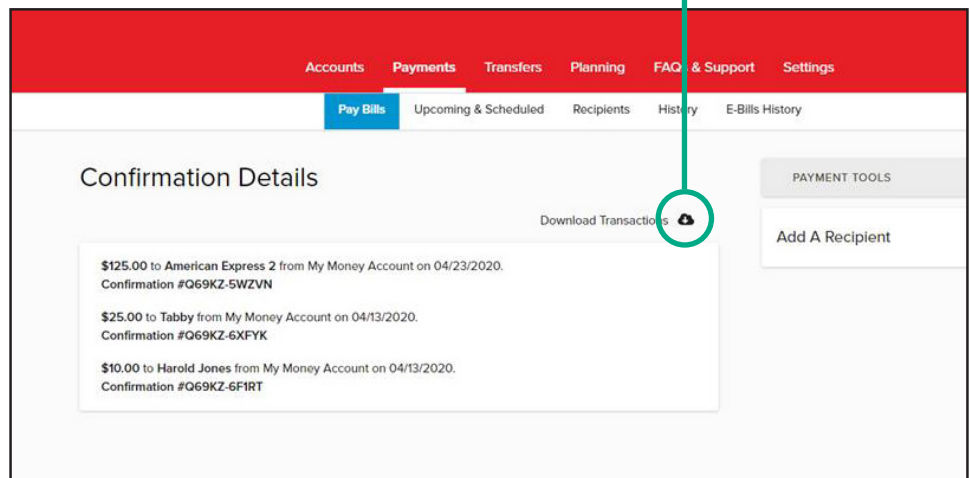 Accounts Payments Transfers Planning FAQs & Support Settings
Pay Bills Upcoming & Scheduled Recipients History E-Bills History
Confirmation Details
PAYMENT TOOLS
Download Transactions
Add A Recipient
$125.00 to American Express 2 from My Money Account on 04/23/2020.
Confirmation #Q69KZ-5WZVN
$25.00 to Tabby from My Money Account on 04/13/2020.
Confirmation #Q69KZ-6XFYK
$10.00 to Harold Jones from My Money Account on 04/13/2020.
Confirmation #Q69KZ-6F1RT